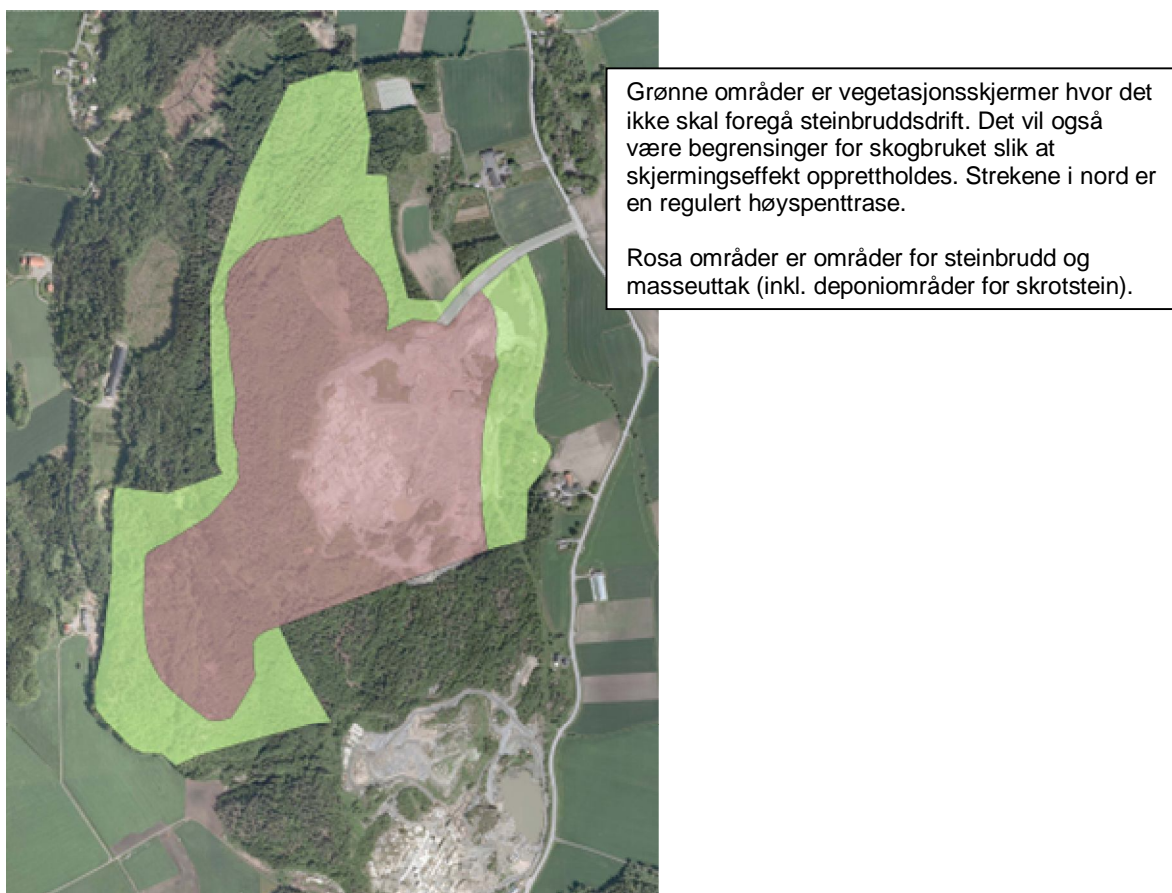 Grønne områder er vegetasjonsskjermer hvor det
ikke skal foregå steinbruddsdrift. Det vil også
være begrensinger for skogbruket slik at
skjermingseffekt opprettholdes. Strekene i nord er
en regulert høyspenttrase.
Rosa områder er områder for steinbrudd og
masseuttak (inkl. deponiområder for skrotstein).